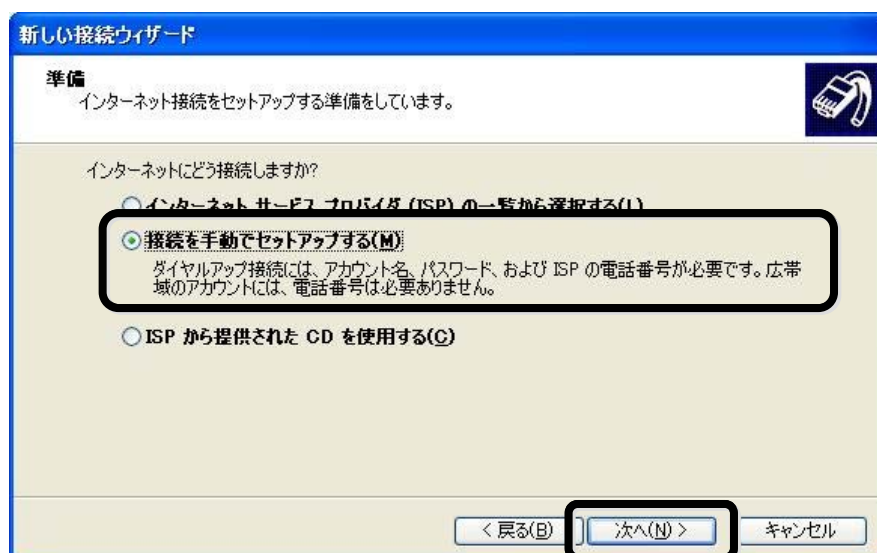 新しい接続ウィザード
準備
インターネット接続をセットアップする準備をしています。
インターネットにどう接続しますか?
インターネット サービス プロバイダ (ISP) の一覧から選択する(L)
接続を手動でセットアップする(M)
ダイヤルアップ接続には、アカウント名、パスワード、および ISP の電話番号が必要です。広帯
域のアカウントには、電話番号は必要ありません。
ISP から提供された CD を使用する(C)
< 戻る(B) 次へ(N) > キャンセル